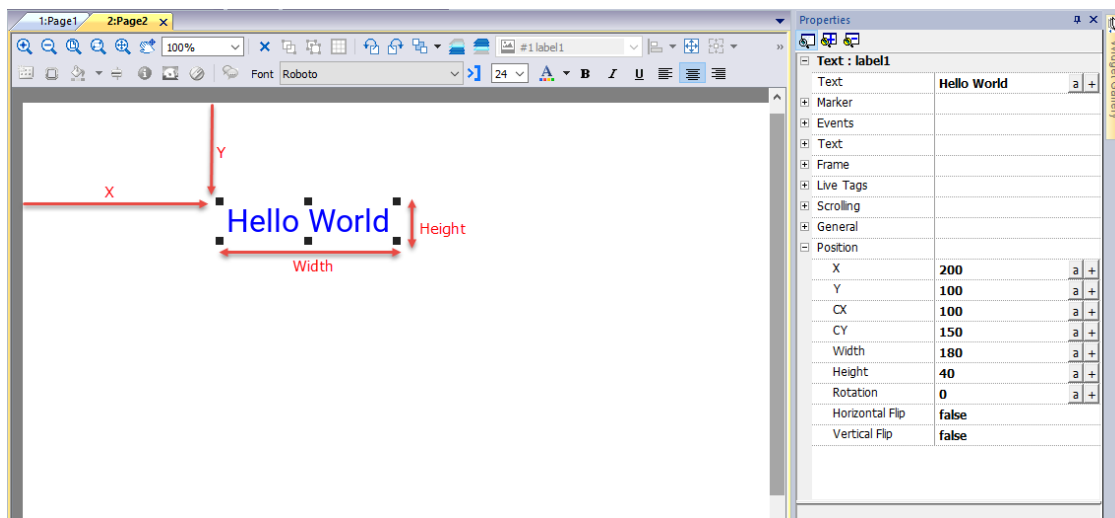 1:Page1 2:Page2
Properties
100% #1 label1
Font Roboto 24 A B I U
Y
X
Hello World
Height
Width
Text : label1
Text Hello World a +
Marker
Events
Text
Frame
Live Tags
Scrolling
General
Position
X 200 a +
Y 100 a +
CX 100 a +
CY 150 a +
Width 180 a +
Height 40 a +
Rotation 0 a +
Horizontal Flip false
Vertical Flip false
Widget Gallery